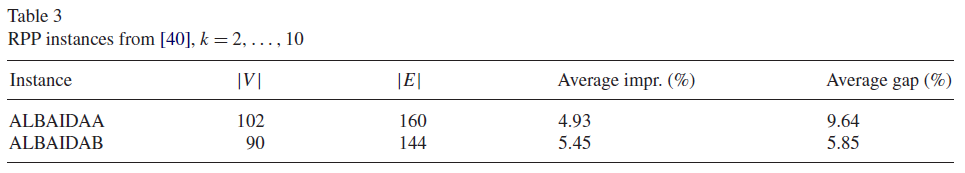 Table 3
RPP instances from [40], k = 2, . . . , 10
Instance |V| |E| Average impr. (%) Average gap (%)
ALBAIDAA 102 160 4.93 9.64
ALBAIDAB 90 144 5.45 5.85